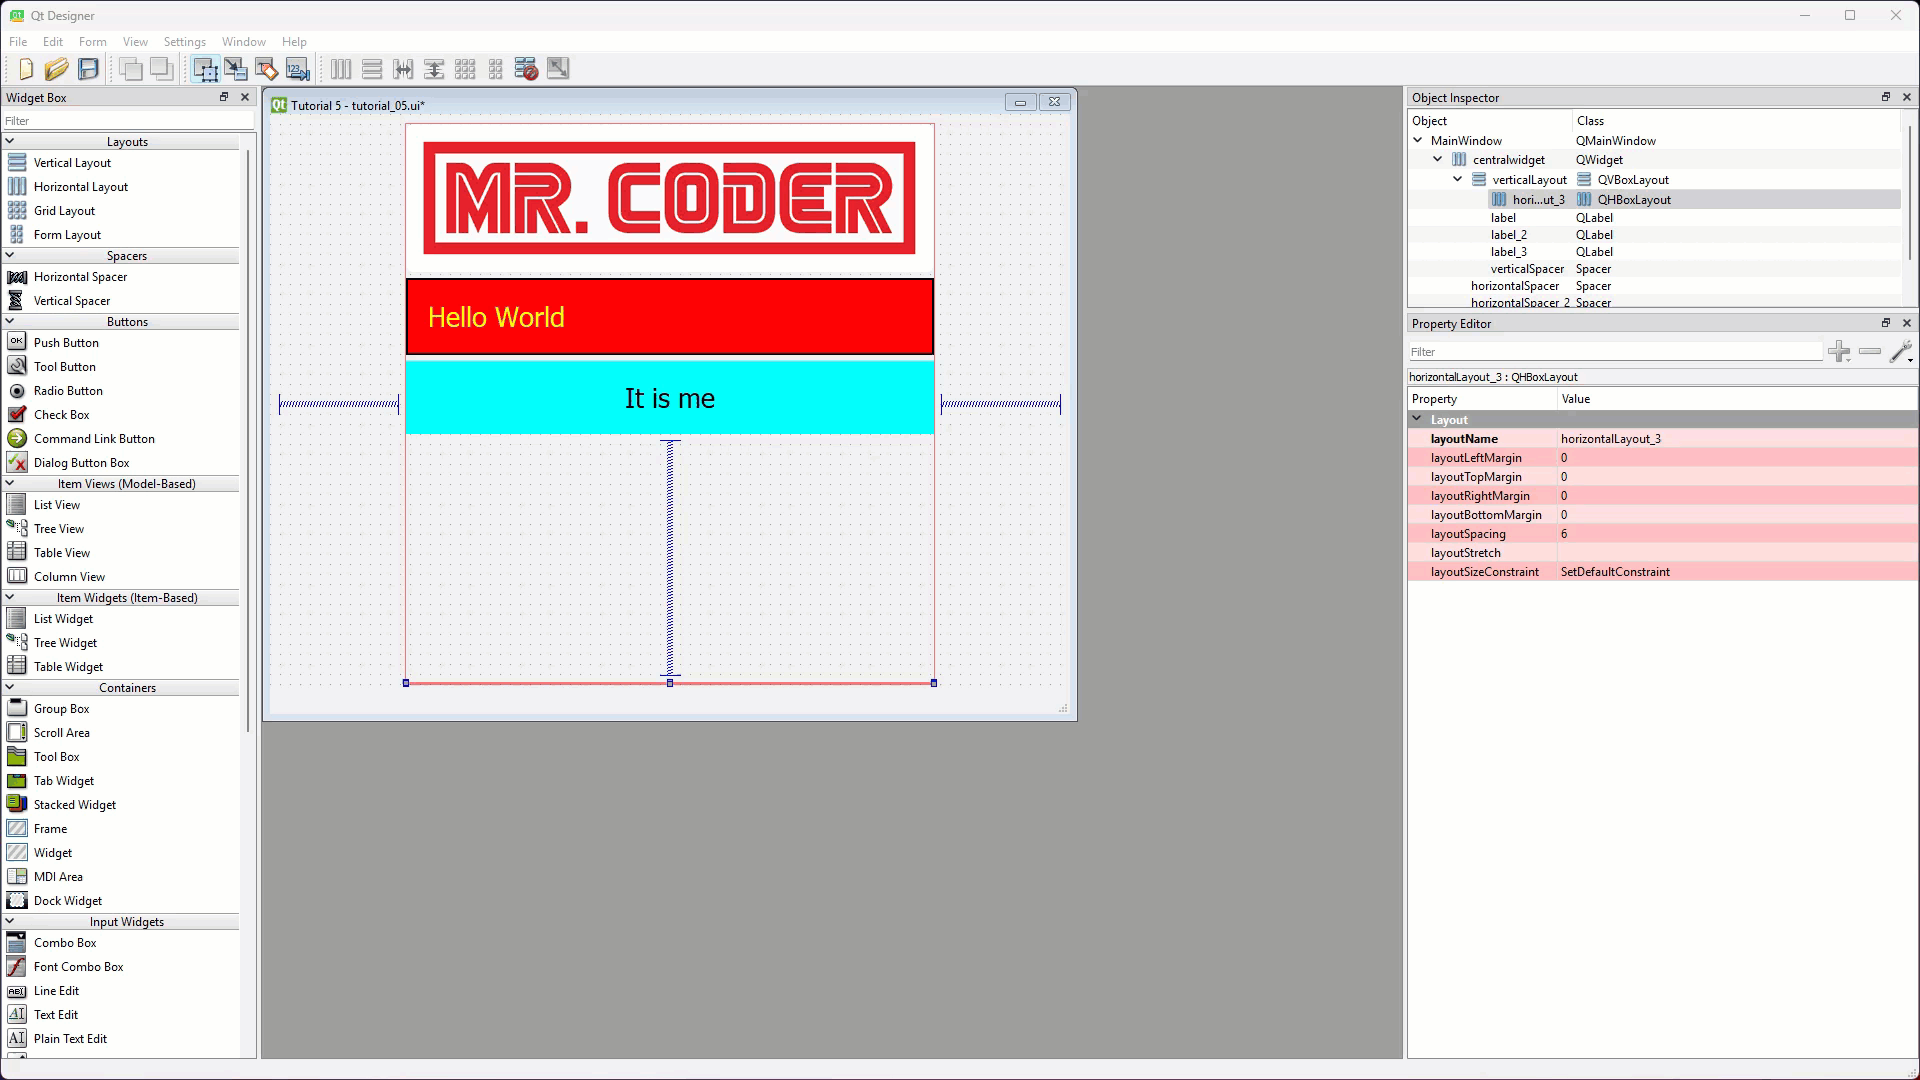 Qt Designer
File Edit Form View Settings Window Help
Widget Box
Filter
Layouts
Vertical Layout
Horizontal Layout
Grid Layout
Form Layout
Spacers
Horizontal Spacer
Vertical Spacer
Buttons
Push Button
Tool Button
Radio Button
Check Box
Command Link Button
Dialog Button Box
Item Views (Model-Based)
List View
Tree View
Table View
Column View
Item Widgets (Item-Based)
List Widget
Tree Widget
Table Widget
Containers
Group Box
Scroll Area
Tool Box
Tab Widget
Stacked Widget
Frame
Widget
MDI Area
Dock Widget
Input Widgets
Combo Box
Font Combo Box
Line Edit
Text Edit
Plain Text Edit
Tutorial 5 - tutorial_05.ui*
MR. CODER
Hello World
It is me
Object Inspector
Object Class
MainWindow QMainWindow
centralwidget QWidget
verticalLayout QVBoxLayout
hori...ut_3 QHBoxLayout
label QLabel
label_2 QLabel
label_3 QLabel
verticalSpacer Spacer
horizontalSpacer Spacer
horizontalSpacer_2 Spacer
Property Editor
Filter
horizontalLayout_3 : QHBoxLayout
Property Value
Layout
layoutName horizontalLayout_3
layoutLeftMargin 0
layoutTopMargin 0
layoutRightMargin 0
layoutBottomMargin 0
layoutSpacing 6
layoutStretch
layoutSizeConstraint SetDefaultConstraint